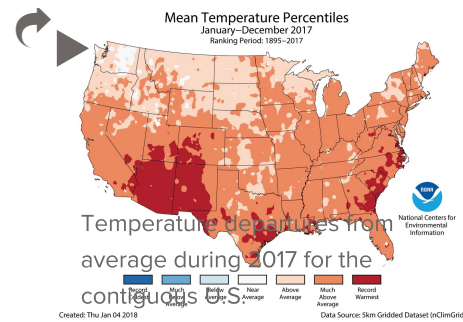 Mean Temperature Percentiles
January–December 2017
Ranking Period: 1895–2017
NOAA
National Centers for
Environmental
Information
Temperature departures from
average during 2017 for the
contiguous U.S.
Record
Coldest
Much
Below
Average
Below
Average
Near
Average
Above
Average
Much
Above
Average
Record
Warmest
Created: Thu Jan 04 2018
Data Source: 5km Gridded Dataset (nClimGrid